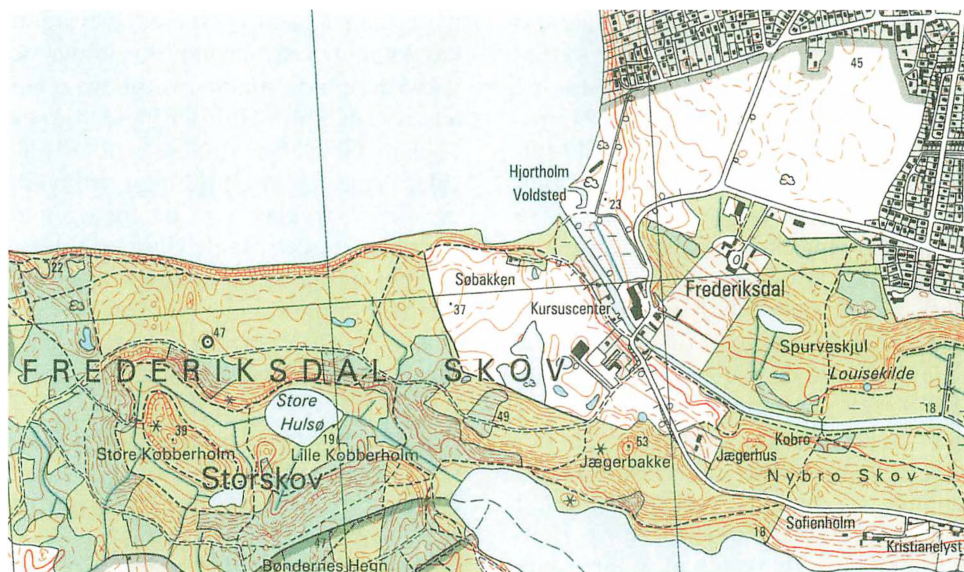 45
Hjortholm
Voldsted
23
22
Søbakken
37
Kursuscenter
Frederiksdal
47
Spurveskjul
FREDERIKSDAL SKOV
Louisekilde
Store
Hulsø
49
18
39
19
53
Kobro
Store Kobberholm
Lille Kobberholm
Jægerbakke
Jægerhus
Storskov
Nybro Skov
Sofienholm
18
Kristianelyst
Bøndernes Hegn